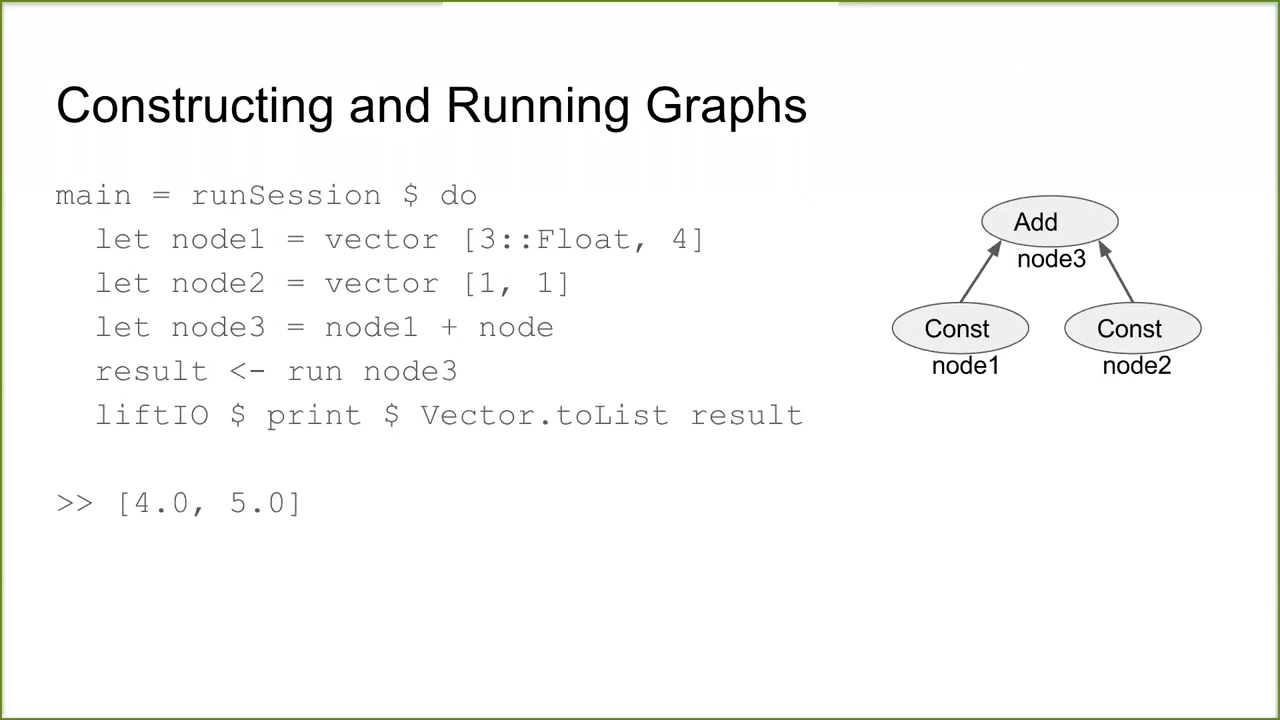 Constructing and Running Graphs
main = runSession $ do
  let node1 = vector [3::Float, 4]
  let node2 = vector [1, 1]
  let node3 = node1 + node
  result <- run node3
  liftIO $ print $ Vector.toList result
>> [4.0, 5.0]
Add
node3
Const
node1
Const
node2